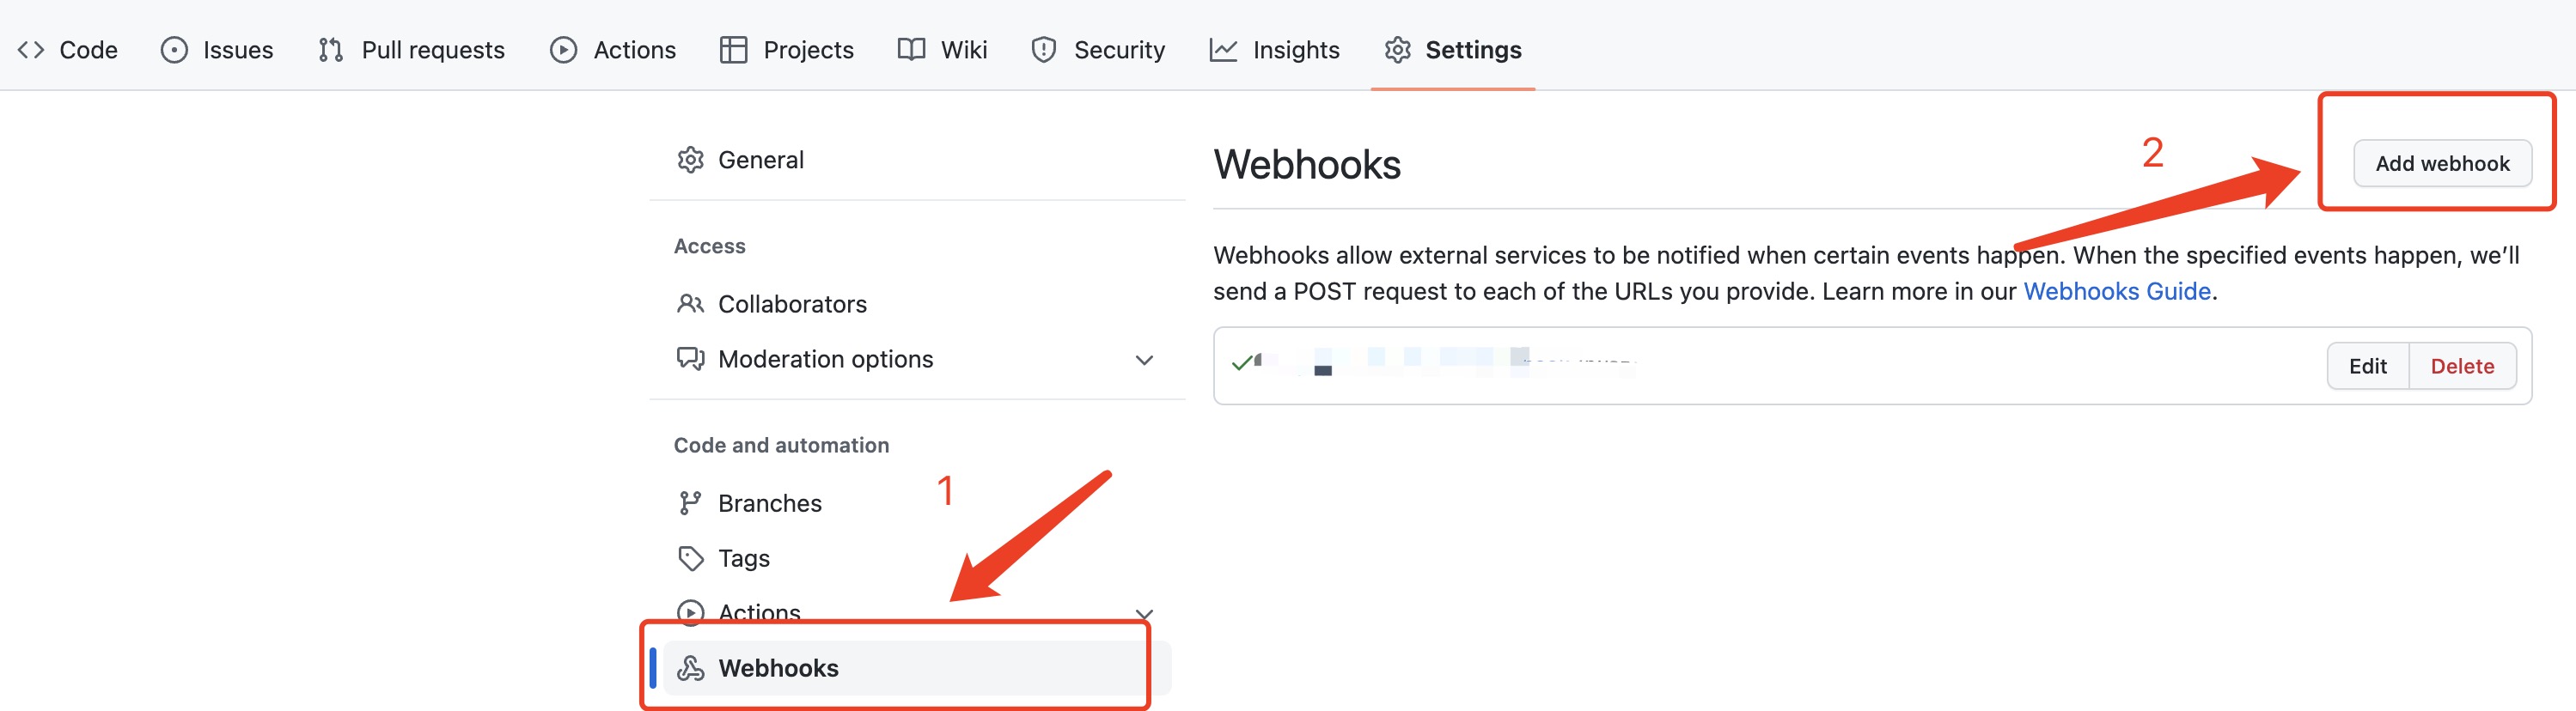 Code Issues Pull requests Actions Projects Wiki Security Insights Settings
General
Access
Collaborators
Moderation options
Code and automation
Branches
1
Tags
Actions
Webhooks
Webhooks
2
Add webhook
Webhooks allow external services to be notified when certain events happen. When the specified events happen, we’ll
send a POST request to each of the URLs you provide. Learn more in our Webhooks Guide.
Edit Delete